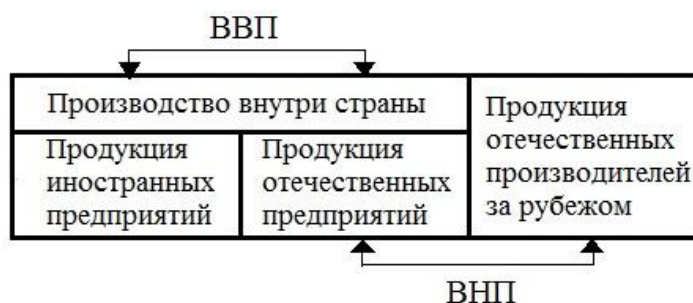 ВВП
Производство внутри страны
Продукция
иностранных
предприятий
Продукция
отечественных
предприятий
Продукция
отечественных
производителей
за рубежом
ВНП